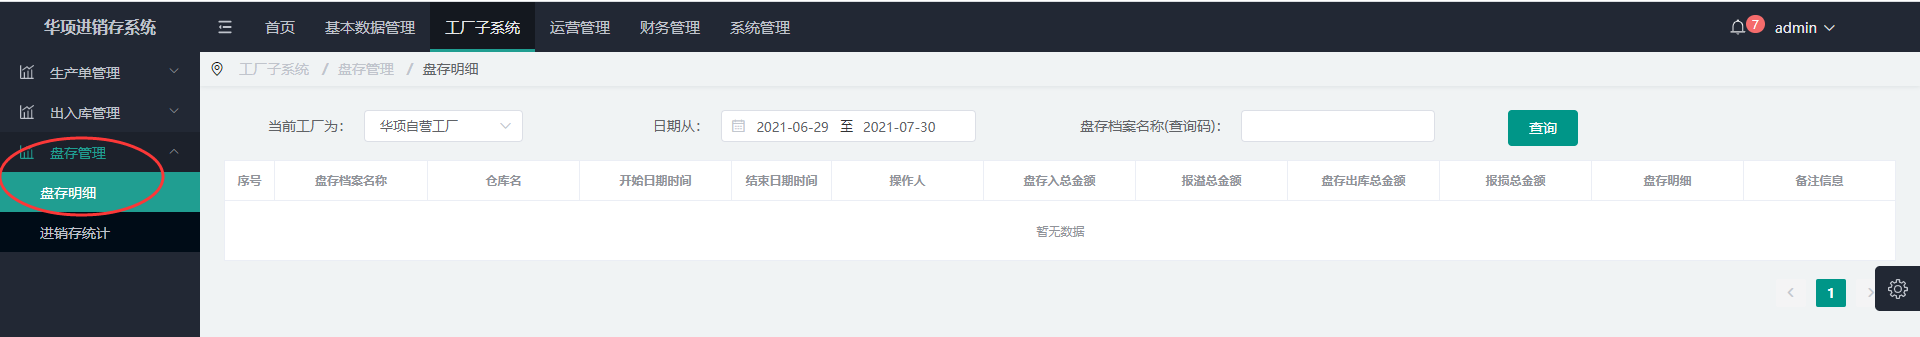 华项进销存系统
首页 基本数据管理 工厂子系统 运营管理 财务管理 系统管理
7 admin
生产单管理
出入库管理
盘存管理
盘存明细
进销存统计
工厂子系统 / 盘存管理 / 盘存明细
当前工厂为： 华项自营工厂 日期从： 2021-06-29 至 2021-07-30 盘存档案名称(查询码)： 查询
序号 盘存档案名称 仓库名 开始日期时间 结束日期时间 操作人 盘存入总金额 报溢总金额 盘存出库总金额 报损总金额 盘存明细 备注信息
暂无数据
1